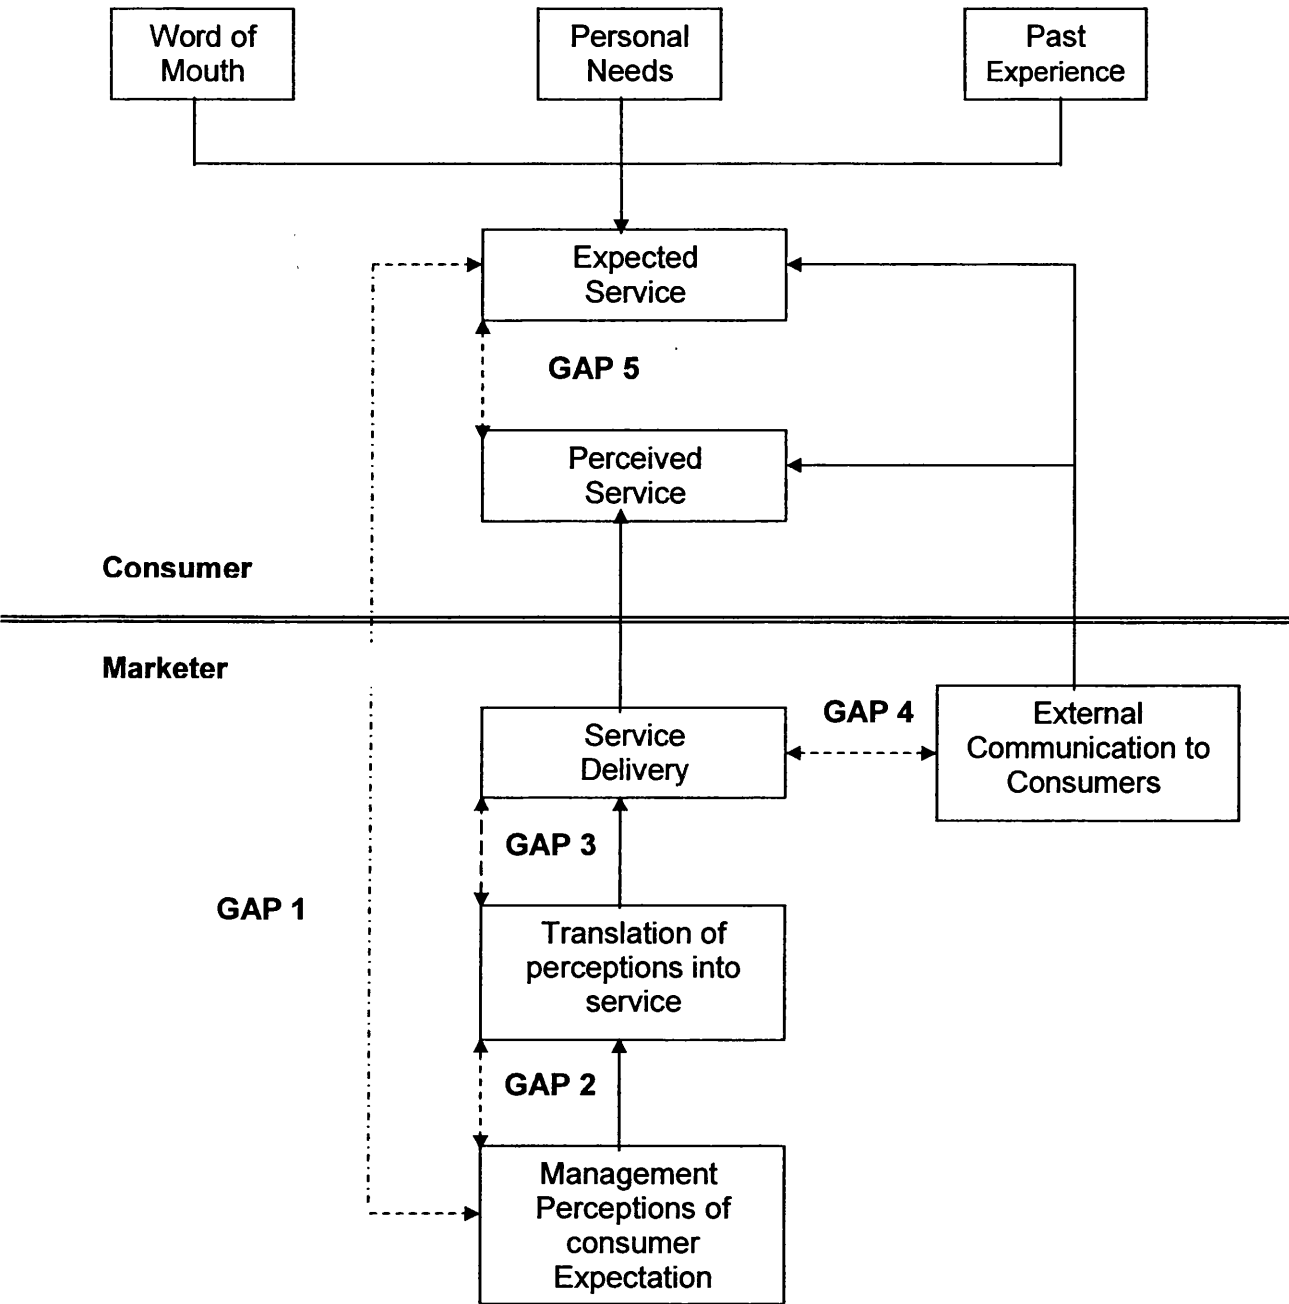 Word of
Mouth
Personal
Needs
Past
Experience
Expected
Service
GAP 5
Perceived
Service
Consumer
Marketer
Service
Delivery
GAP 4
External
Communication to
Consumers
GAP 3
GAP 1
Translation of
perceptions into
service
GAP 2
Management
Perceptions of
consumer
Expectation